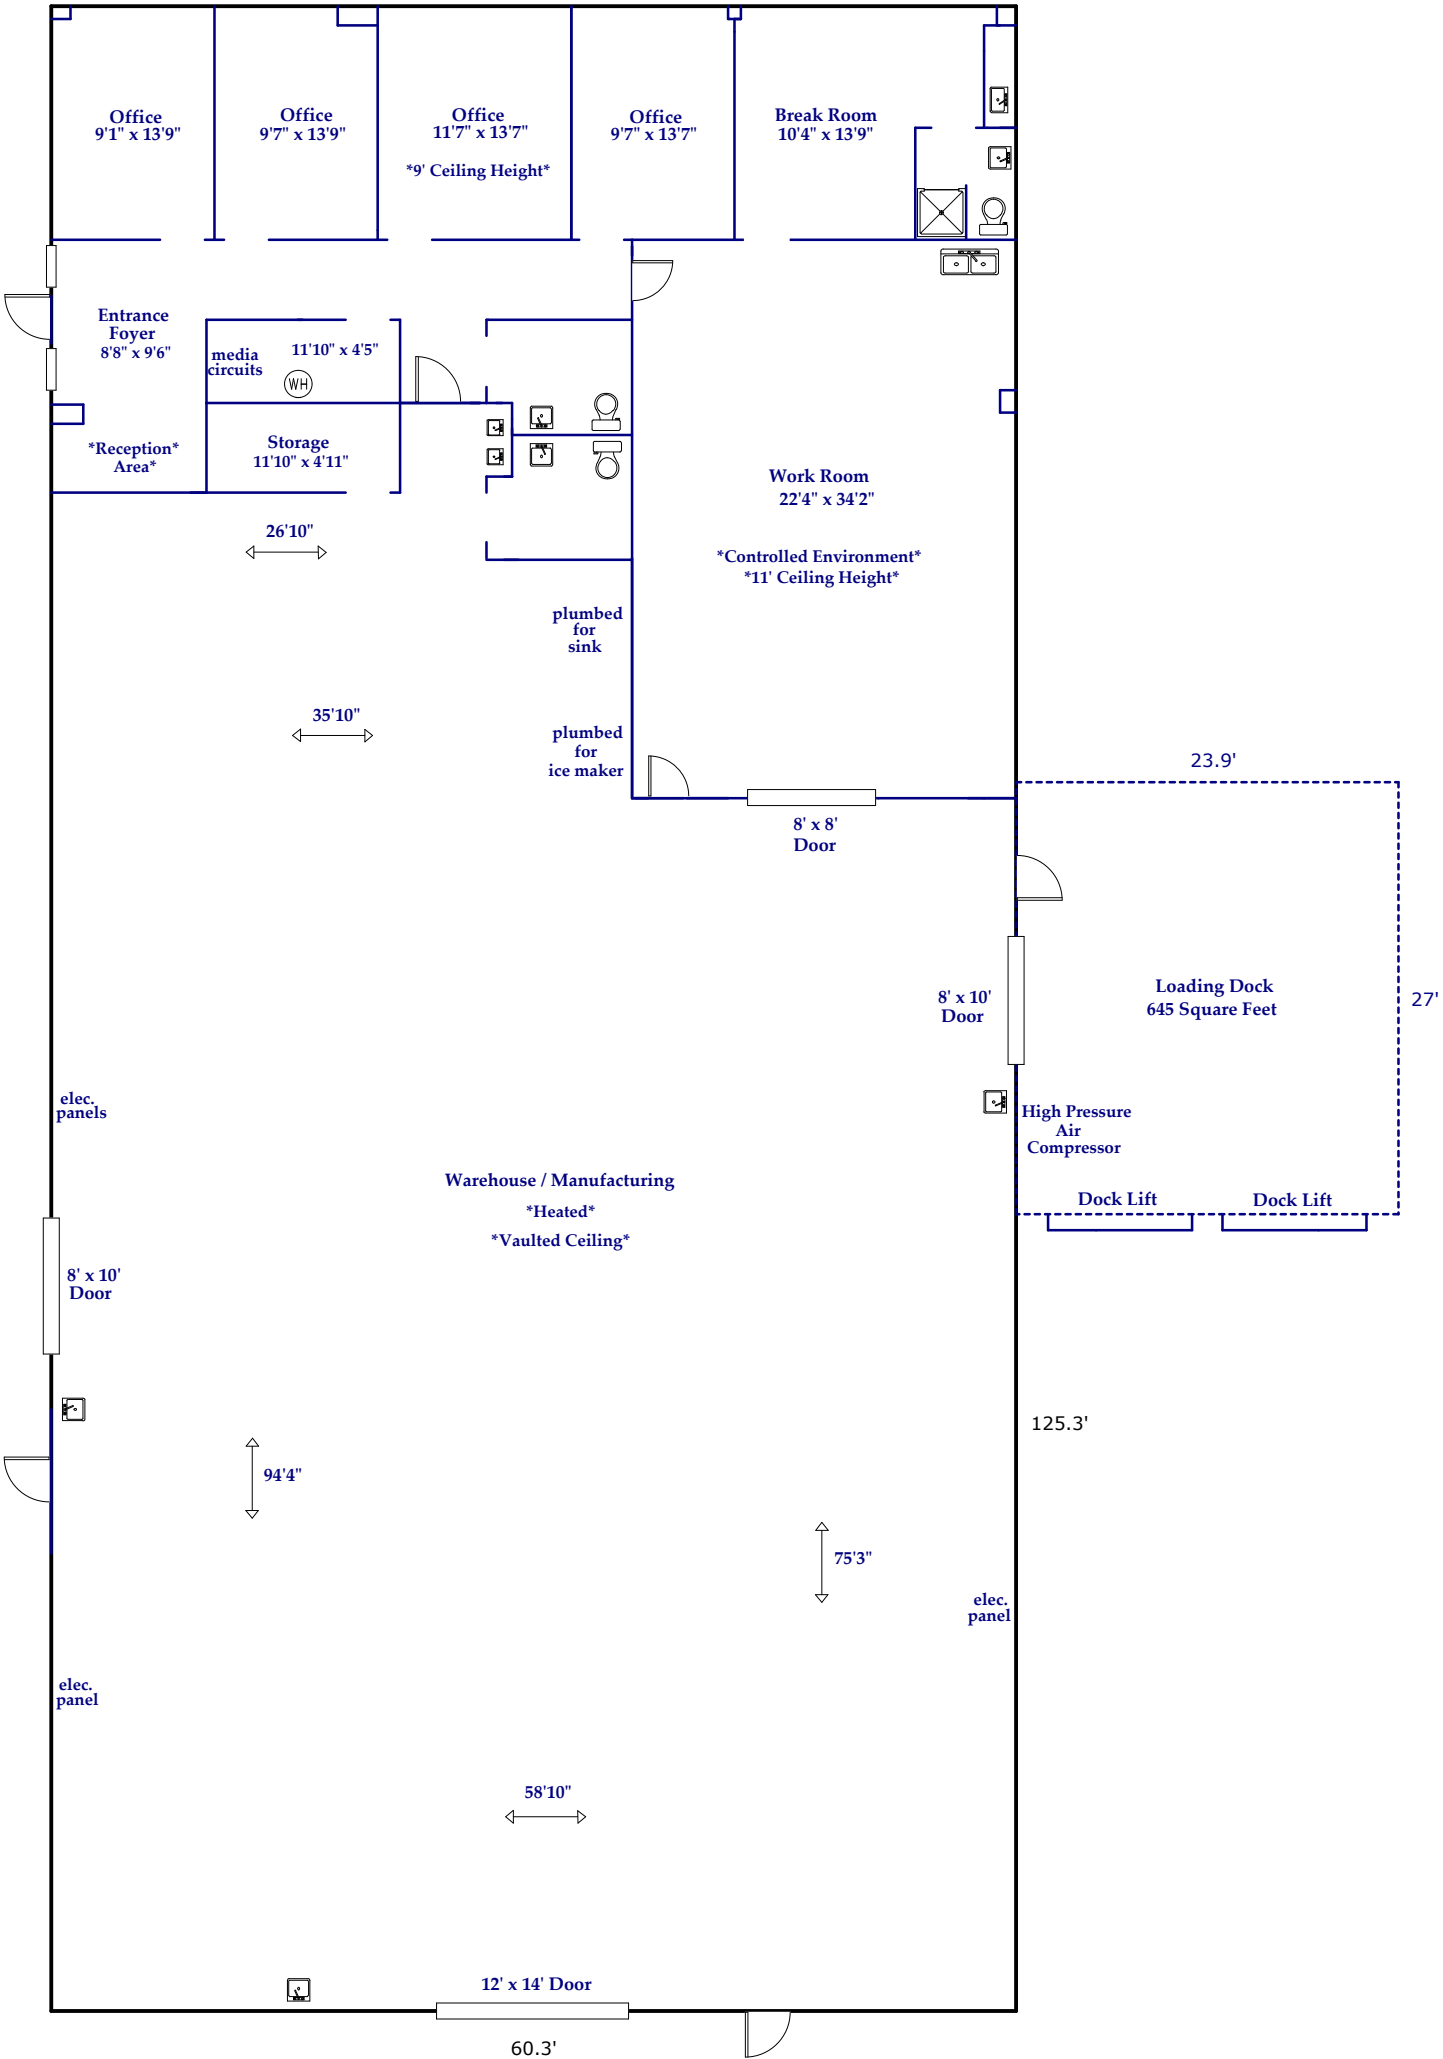 Office
9'1" x 13'9"
Office
9'7" x 13'9"
Office
11'7" x 13'7"
*9' Ceiling Height*
Office
9'7" x 13'7"
Break Room
10'4" x 13'9"
Entrance
Foyer
8'8" x 9'6"
media
circuits
11'10" x 4'5"
WH
*Reception*
Area*
Storage
11'10" x 4'11"
Work Room
22'4" x 34'2"
*Controlled Environment*
*11' Ceiling Height*
26'10"
plumbed
for
sink
35'10"
plumbed
for
ice maker
8' x 8'
Door
23.9'
27'
Loading Dock
645 Square Feet
8' x 10'
Door
High Pressure
Air
Compressor
Dock Lift
Dock Lift
elec.
panels
Warehouse / Manufacturing
*Heated*
*Vaulted Ceiling*
8' x 10'
Door
125.3'
94'4"
75'3"
elec.
panel
elec.
panel
58'10"
12' x 14' Door
60.3'